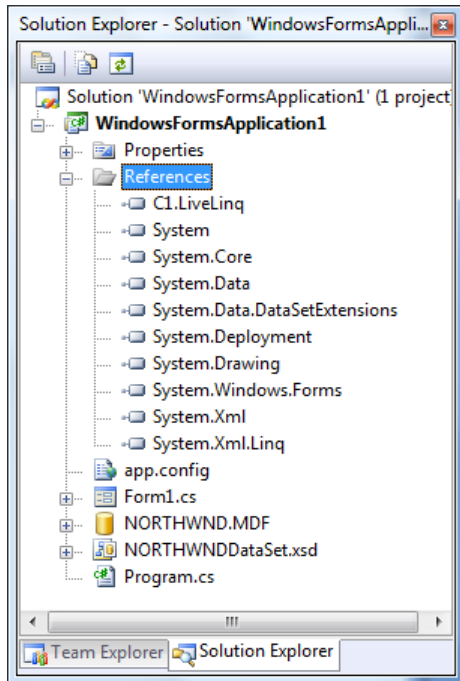 Solution Explorer - Solution 'WindowsFormsAppli...
Solution 'WindowsFormsApplication1' (1 project
WindowsFormsApplication1
Properties
References
C1.LiveLinq
System
System.Core
System.Data
System.Data.DataSetExtensions
System.Deployment
System.Drawing
System.Windows.Forms
System.Xml
System.Xml.Linq
app.config
Form1.cs
NORTHWND.MDF
NORTHWNDDataSet.xsd
Program.cs
Team Explorer Solution Explorer